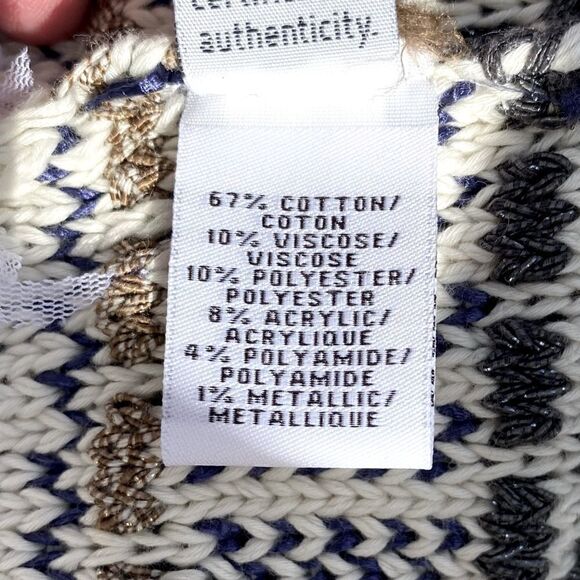 authenticity.
67% COTTON/
COTON
10% VISCOSE/
VISCOSE
10% POLYESTER/
POLYESTER
8% ACRYLIC/
ACRYLIQUE
4% POLYAMIDE/
POLYAMIDE
1% METALLIC/
METALLIQUE